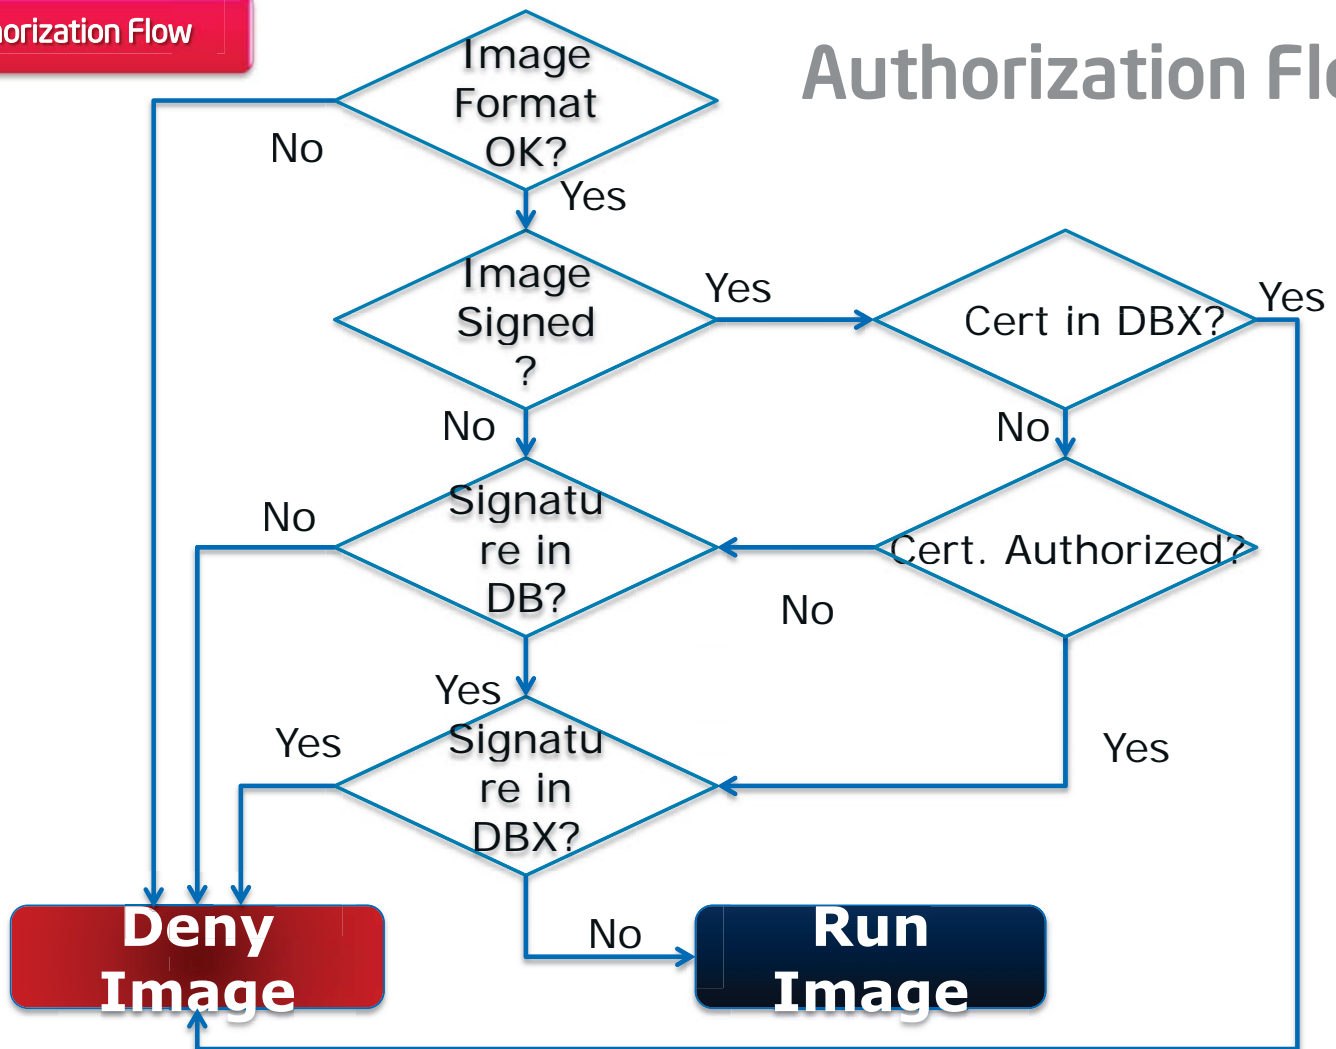 orization Flow
Authorization Flo
Image
Format
OK?
No
Yes
Image
Signed
?
Yes
Cert in DBX?
Yes
No
No
Signatu
re in
DB?
No
Cert. Authorized?
No
Yes
Signatu
re in
DBX?
Yes
Yes
No
Deny
Image
Run
Image